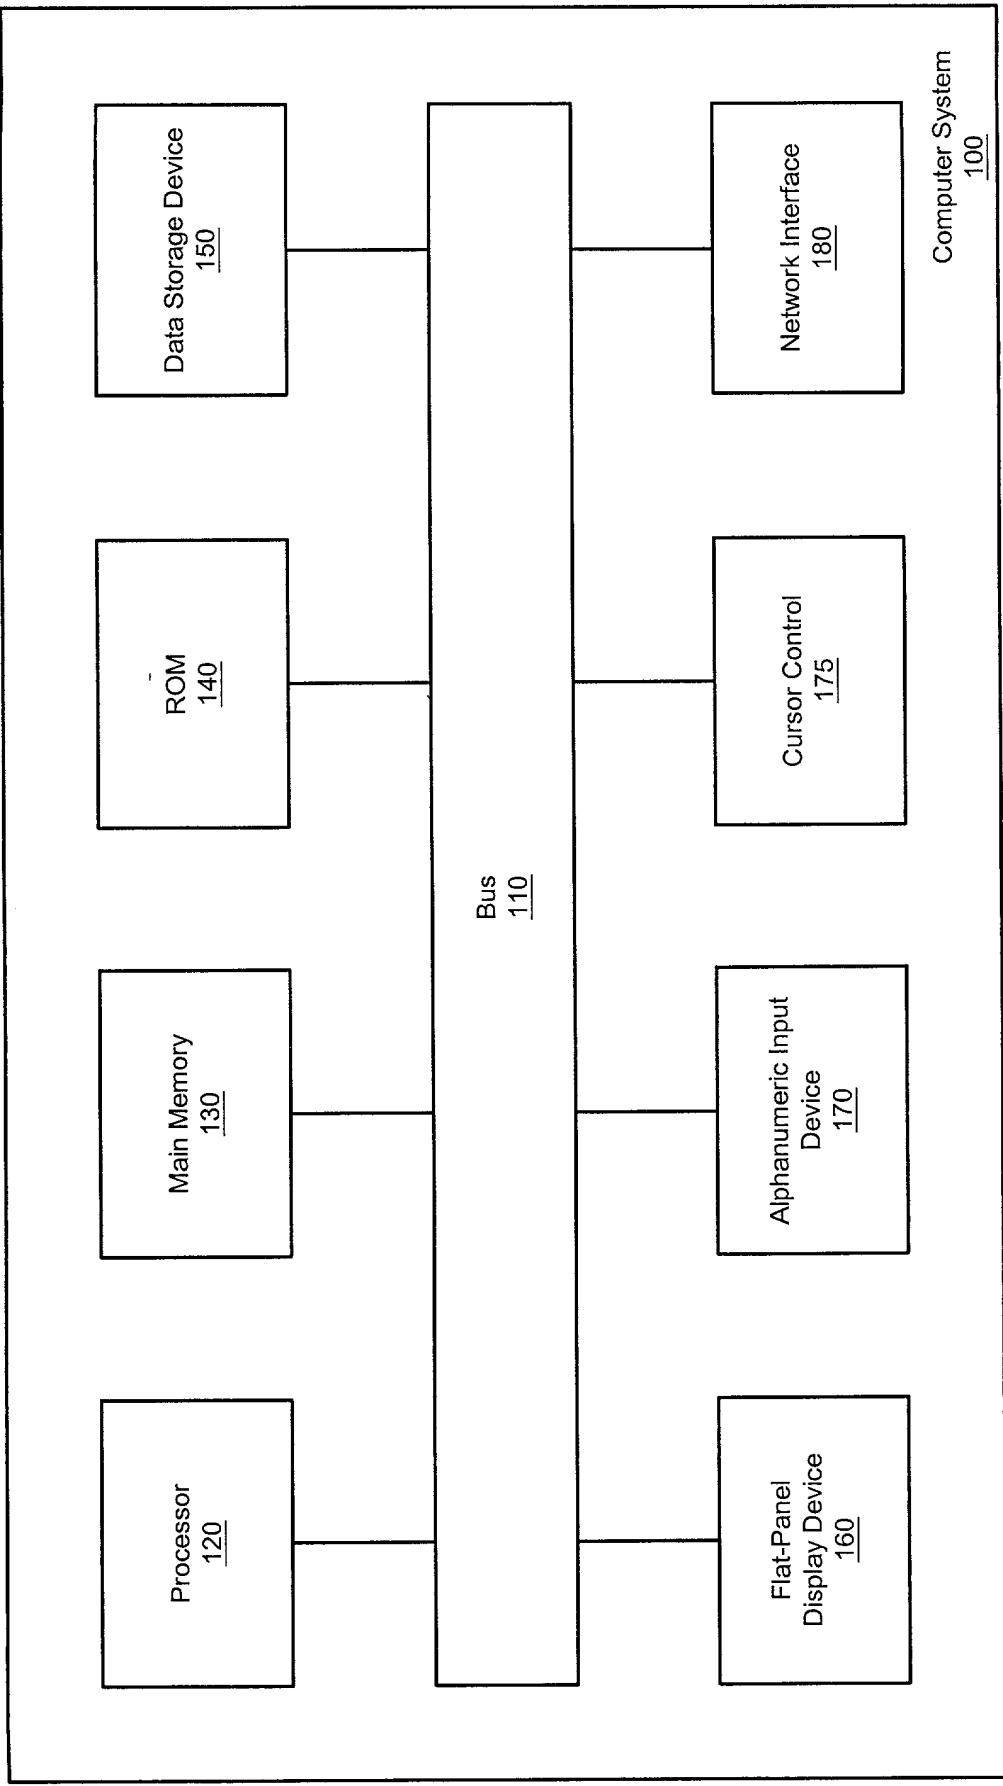 Processor
120
Main Memory
130
ROM
140
Data Storage Device
150
Bus
110
Flat-Panel
Display Device
160
Alphanumeric Input
Device
170
Cursor Control
175
Network Interface
180
Computer System
100